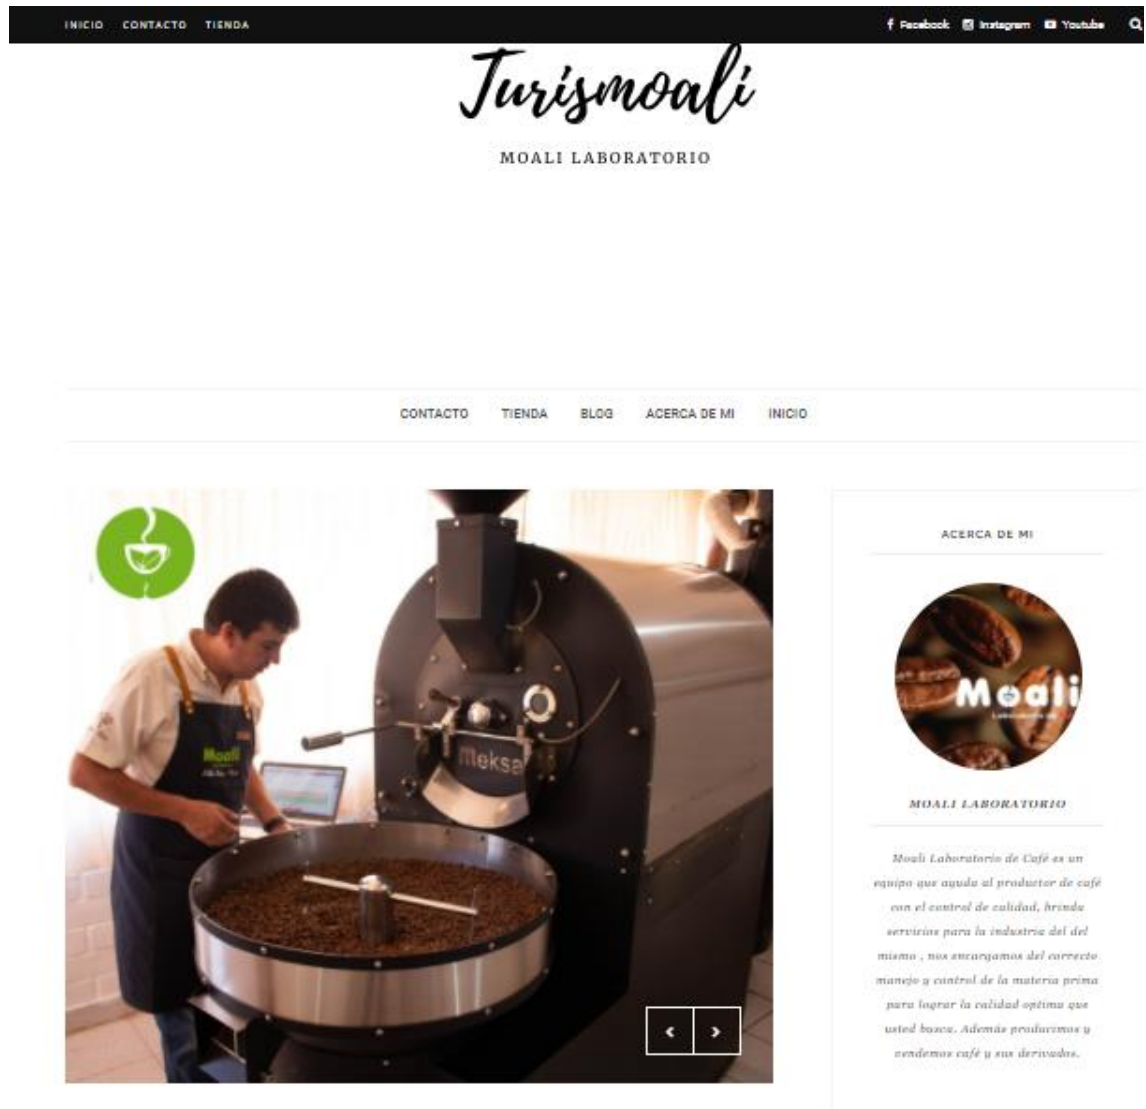 INICIO CONTACTO TIENDA
Facebook Instagram Youtube
Turismoali
MOALI LABORATORIO
CONTACTO TIENDA BLOG ACERCA DE MI INICIO
Moali
Meksa
ACERCA DE MI
Moali
MOALI LABORATORIO
Moali Laboratorio de Café es un
equipo que ayuda al productor de café
con el control de calidad, brinda
servicios para la industria del del
mismo , nos encargamos del correcto
manejo y control de la materia prima
para lograr la calidad optima que
usted busca. Además producimos y
vendemos café y sus derivados.